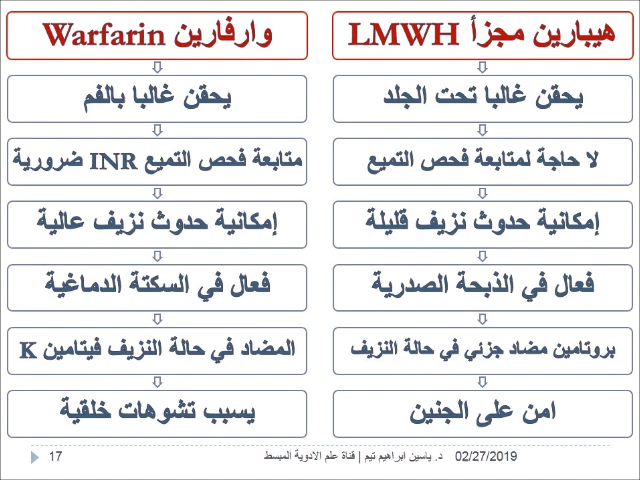 هيبارين مجزأ LMWH
يحقن غالبا تحت الجلد
لا حاجة لمتابعة فحص التميع
إمكانية حدوث نزيف قليلة
فعال في الذبحة الصدرية
بروتامين مضاد جزئي في حالة النزيف
امن على الجنين
وارفارين Warfarin
يحقن غالبا بالفم
متابعة فحص التميع INR ضرورية
إمكانية حدوث نزيف عالية
فعال في السكتة الدماغية
المضاد في حالة النزيف فيتامين K
يسبب تشوهات خلقية
02/27/2019
د. ياسين ابراهيم تيم | قناة علم الادوية المبسط
17